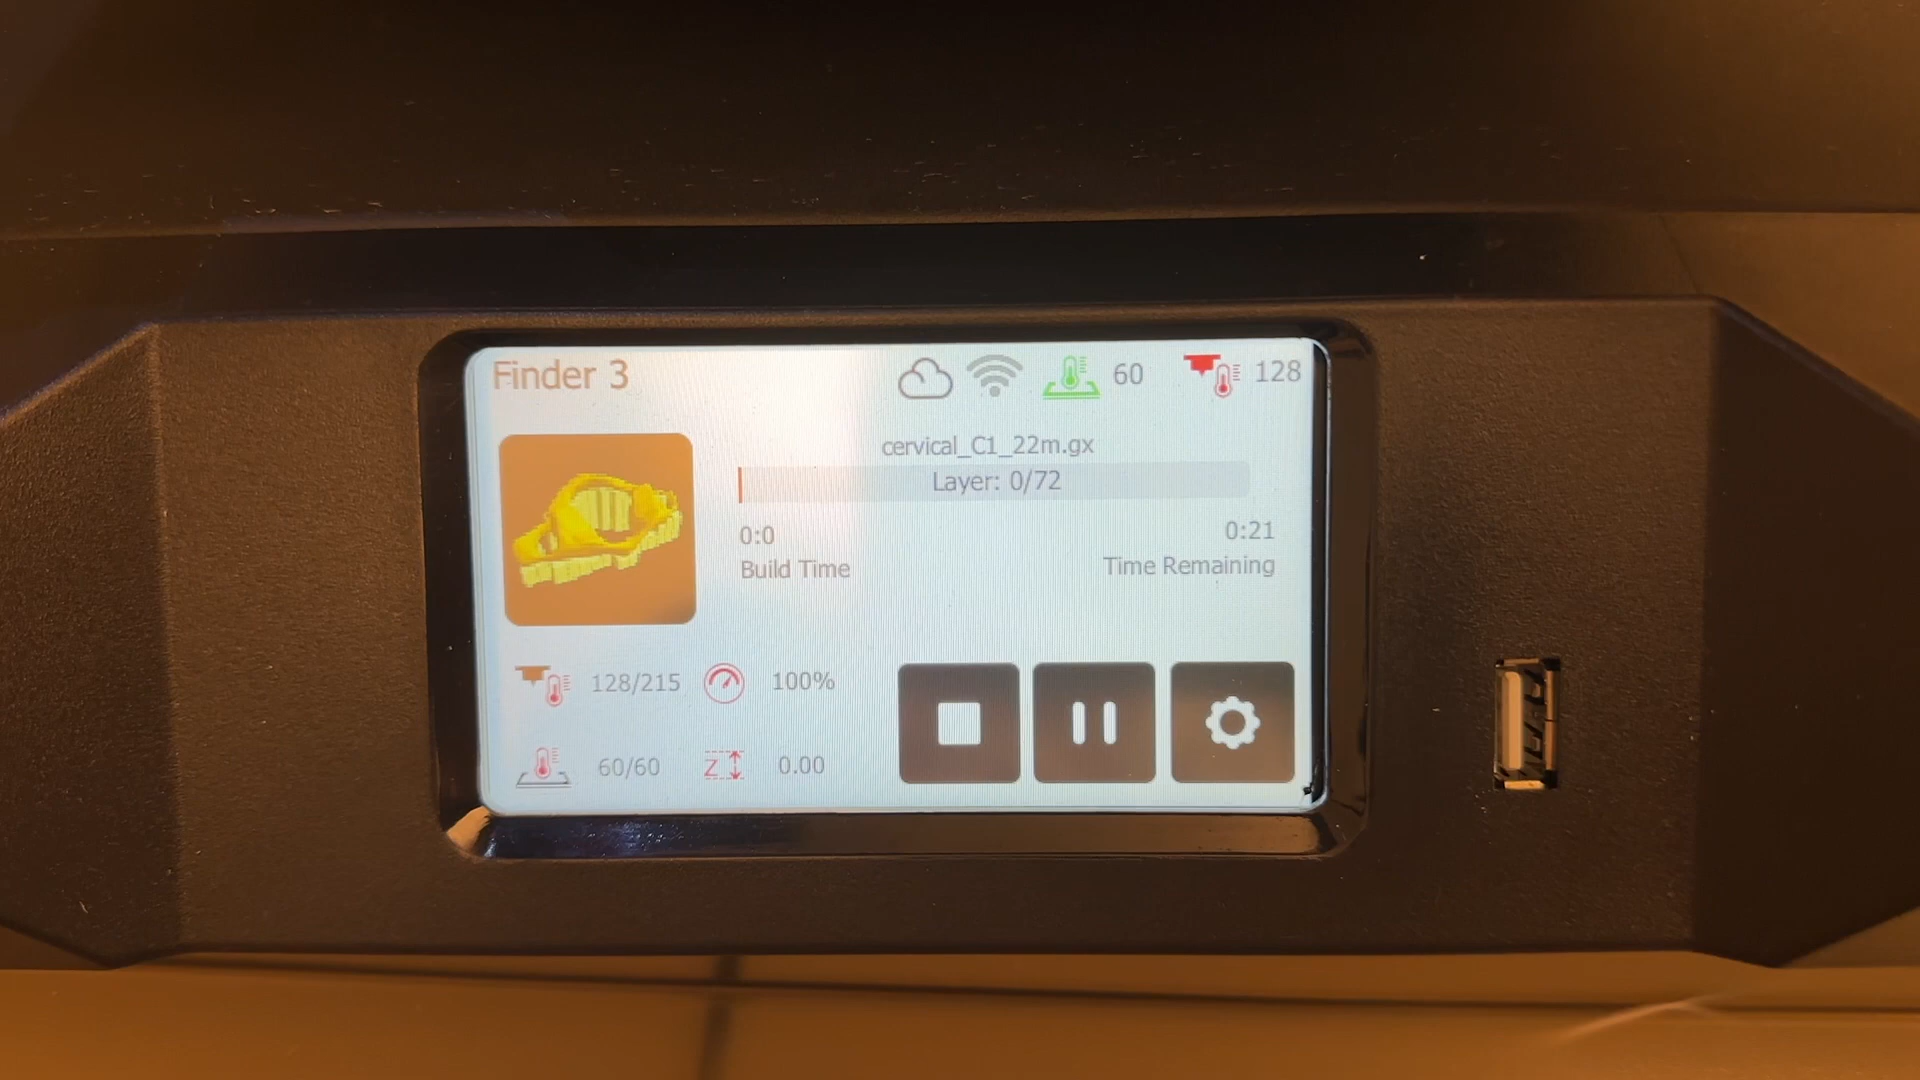 Finder 3
60
128
cervical_C1_22m.gx
Layer: 0/72
0:0
0:21
Build Time
Time Remaining
128/215
100%
60/60
Z
0.00